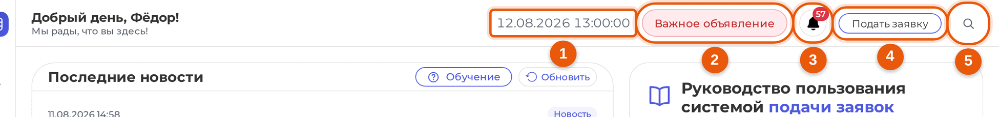 Добрый день, Фёдор!
Мы рады, что вы здесь!
12.08.2026 13:00:00
Важное объявление
57
Подать заявку
1
2
3
4
5
Последние новости
Обучение
Обновить
Руководство пользования
системой подачи заявок
11.08.2026 14:58
Новость